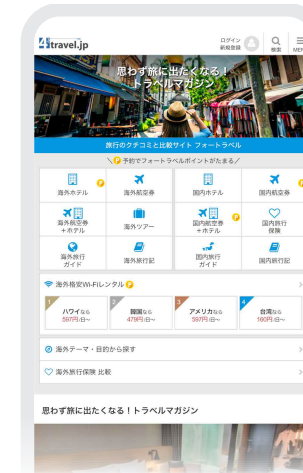 4travel.jp
ログイン
新規登録
検索
思わず旅に出たくなる！
トラベルマガジン
旅行のクチコミと比較サイト フォートラベル
＼P 予約でフォートラベルポイントがたまる／
海外ホテル
海外航空券
国内ホテル
国内航空券
海外航空券
+ホテル
海外ツアー
国内航空券
+ホテル
国内旅行
保険
海外旅行
ガイド
海外旅行記
国内旅行
ガイド
国内旅行記
海外格安Wi-Fiレンタル P
1
ハワイなら
597円/日~
2
韓国なら
479円/日~
3
アメリカなら
597円/日~
4
台湾なら
160円/日~
海外テーマ・目的から探す
海外旅行保険 比較
思わず旅に出たくなる！トラベルマガジン